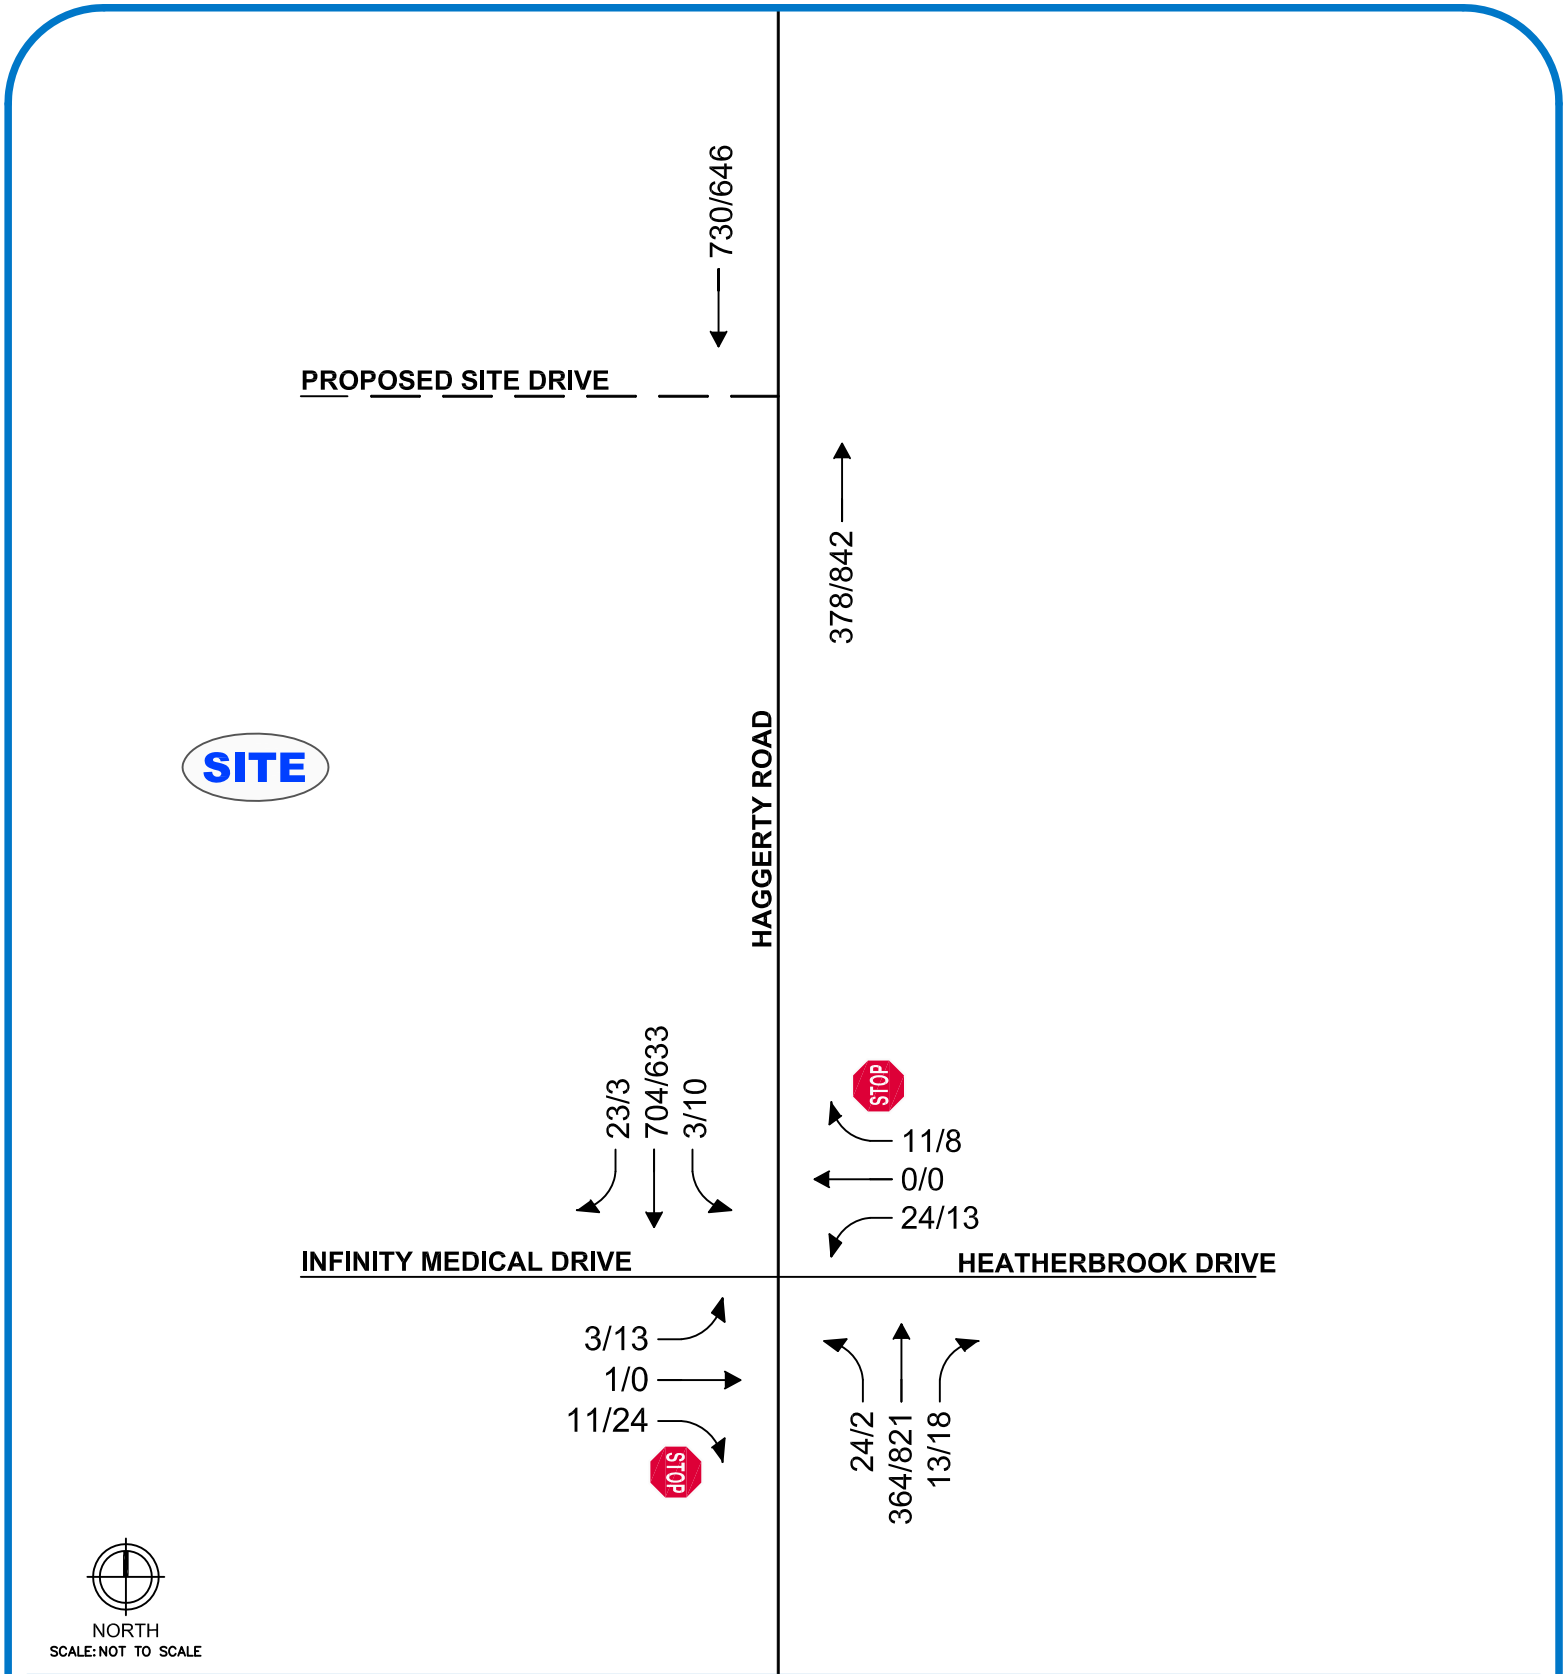 730/646
PROPOSED SITE DRIVE
378/842
SITE
HAGGERTY ROAD
23/3
704/633
3/10
STOP
11/8
0/0
24/13
INFINITY MEDICAL DRIVE
HEATHERBROOK DRIVE
3/13
1/0
11/24
STOP
24/2
364/821
13/18
NORTH
SCALE: NOT TO SCALE